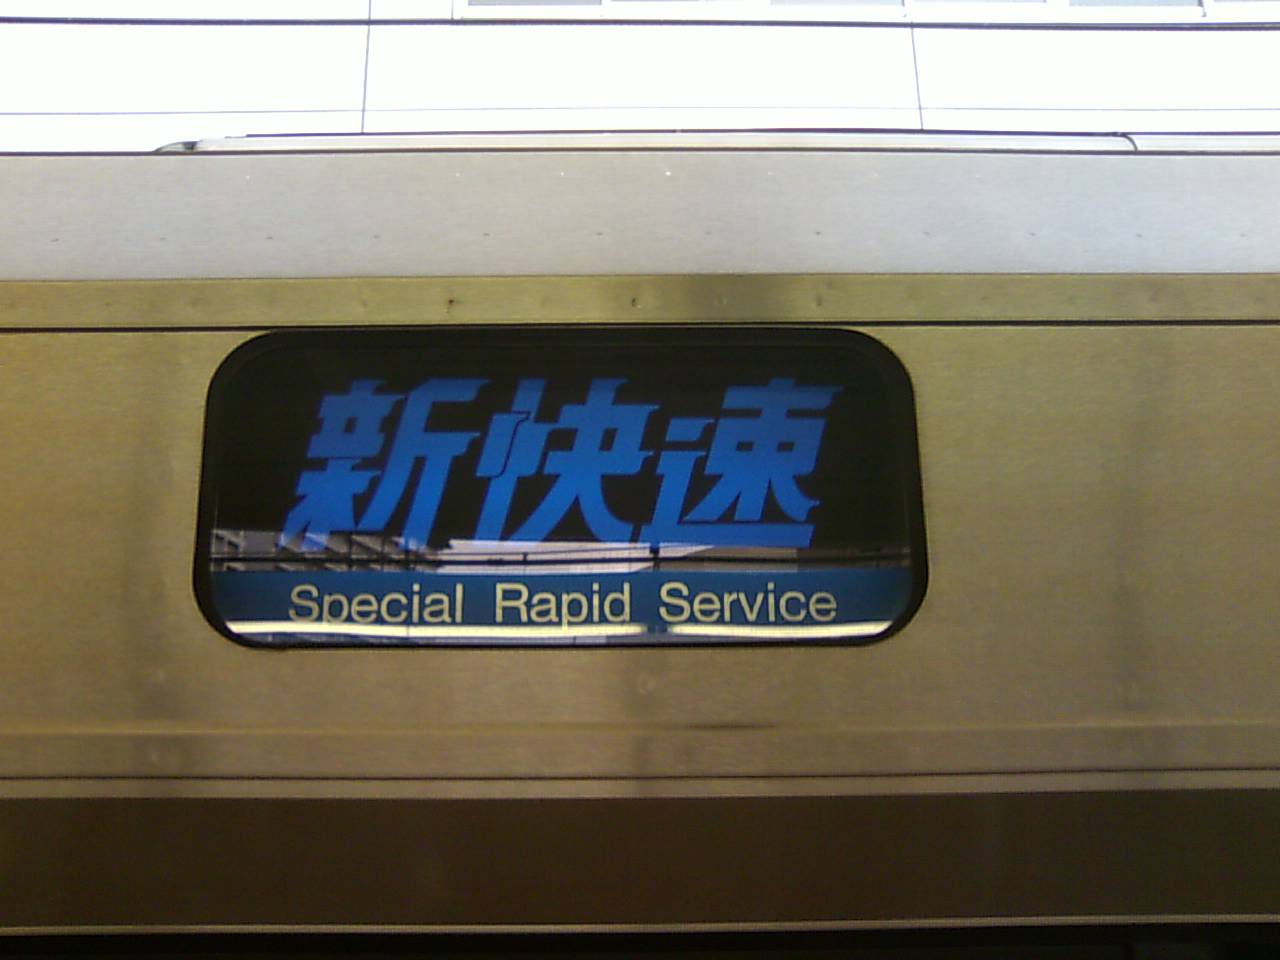 新快速
Special Rapid Service